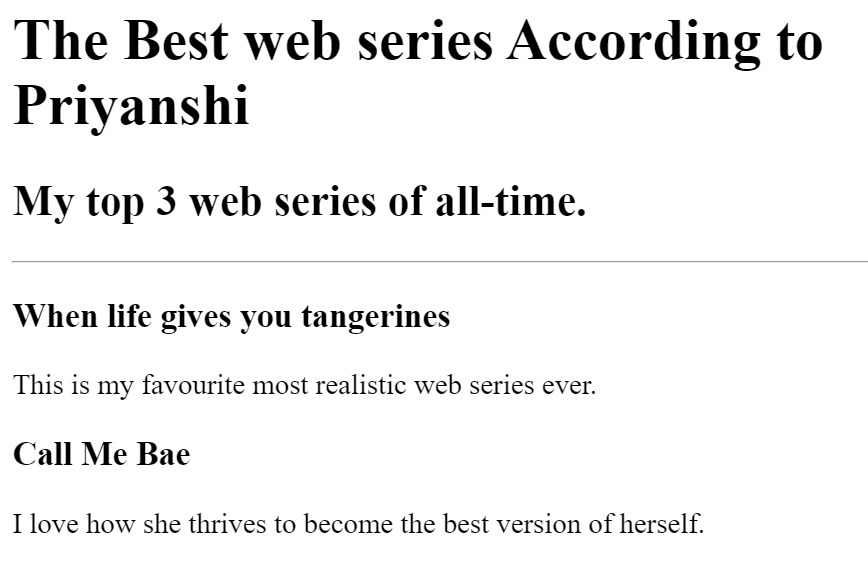 The Best web series According to
Priyanshi
My top 3 web series of all-time.
When life gives you tangerines
This is my favourite most realistic web series ever.
Call Me Bae
I love how she thrives to become the best version of herself.